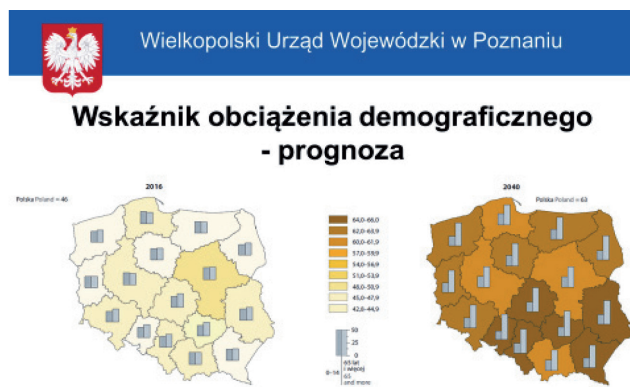 Wielkopolski Urząd Wojewódzki w Poznaniu
Wskaźnik obciążenia demograficznego
- prognoza
2016
Polska Poland = 46
2040
Polska Poland = 63
64,0-66,0
62,0-63,9
60,0-61,9
57,0-59,9
54,0-56,9
51,0-53,9
48,0-50,9
45,0-47,9
42,8-44,9
50
25
0
0-14
65 lat
i więcej
65
and more